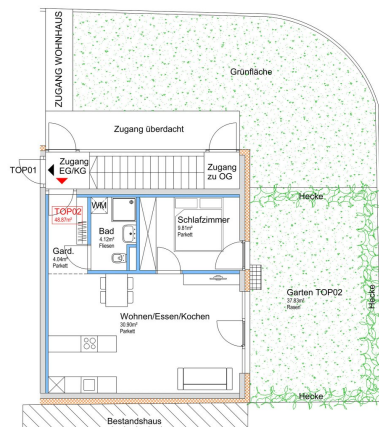 ZUGANG WOHNHAUS
Grünfläche
Zugang überdacht
TOP01
Zugang
EG/KG
Zugang
zu OG
Hecke
TOP02
48.87m²
WM
Bad
4.12m²
Fliesen
Schlafzimmer
9.81m²
Parkett
Gard.
4.04m²
Parkett
Garten TOP02
37.83m²
Rasen
Hecke
Wohnen/Essen/Kochen
30.90m²
Parkett
Hecke
Bestandshaus